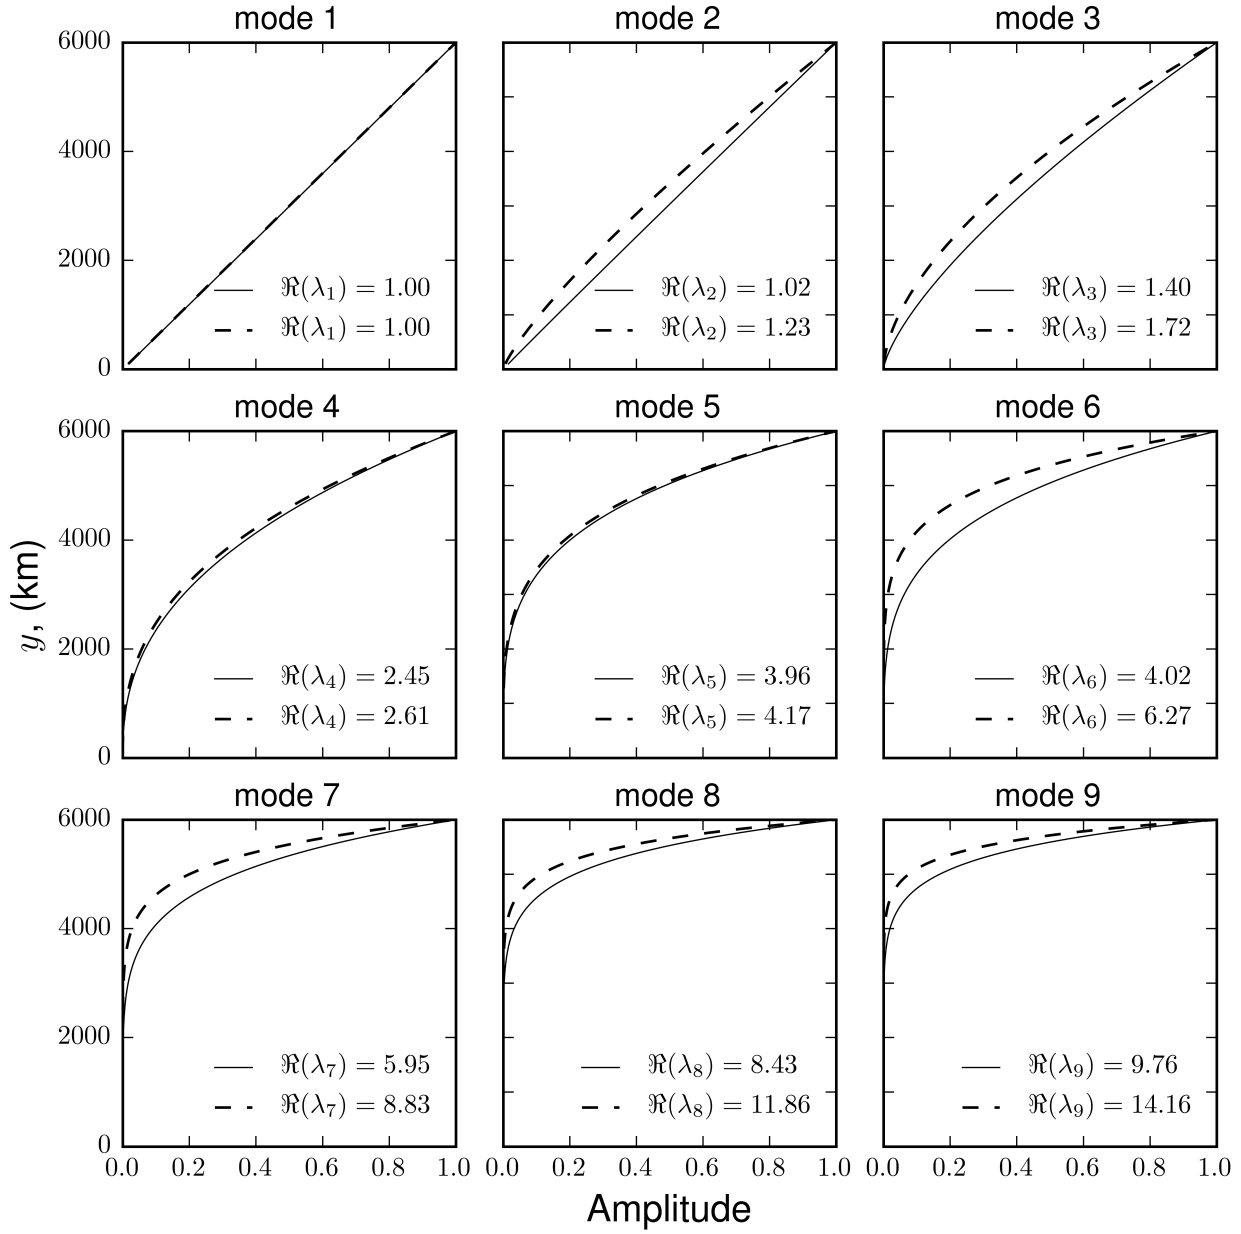 mode 1
mode 2
mode 3
6000
4000
2000
0
ℜ(λ₁) = 1.00
ℜ(λ₁) = 1.00
ℜ(λ₂) = 1.02
ℜ(λ₂) = 1.23
ℜ(λ₃) = 1.40
ℜ(λ₃) = 1.72
mode 4
mode 5
mode 6
6000
4000
2000
0
y, (km)
ℜ(λ₄) = 2.45
ℜ(λ₄) = 2.61
ℜ(λ₅) = 3.96
ℜ(λ₅) = 4.17
ℜ(λ₆) = 4.02
ℜ(λ₆) = 6.27
mode 7
mode 8
mode 9
6000
4000
2000
0
ℜ(λ₇) = 5.95
ℜ(λ₇) = 8.83
ℜ(λ₈) = 8.43
ℜ(λ₈) = 11.86
ℜ(λ₉) = 9.76
ℜ(λ₉) = 14.16
0.0 0.2 0.4 0.6 0.8 1.0
0.0 0.2 0.4 0.6 0.8 1.0
0.0 0.2 0.4 0.6 0.8 1.0
Amplitude